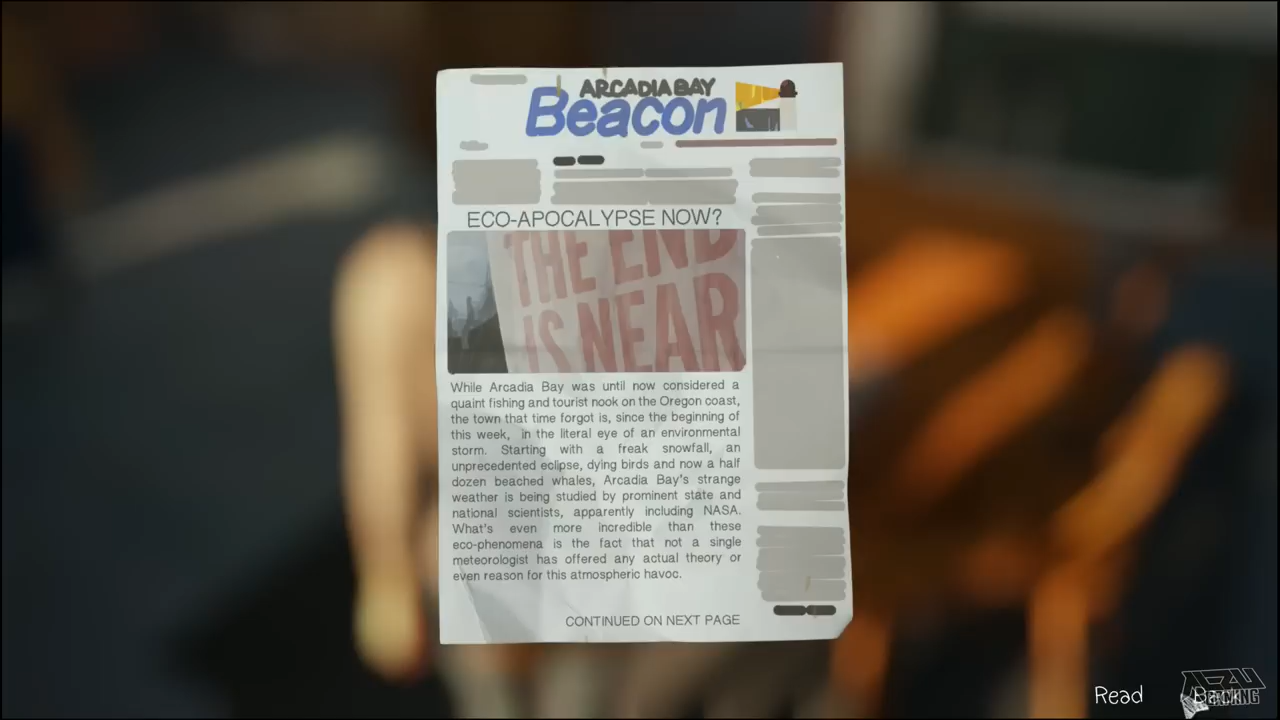 ARCADIA BAY
Beacon
ECO-APOCALYPSE NOW?
THE END
IS NEAR
While Arcadia Bay was until now considered a
quaint fishing and tourist nook on the Oregon coast,
the town that time forgot is, since the beginning of
this week, in the literal eye of an environmental
storm. Starting with a freak snowfall, an
unprecedented eclipse, dying birds and now a half
dozen beached whales, Arcadia Bay's strange
weather is being studied by prominent state and
national scientists, apparently including NASA.
What's even more incredible than these
eco-phenomena is the fact that not a single
meteorologist has offered any actual theory or
even reason for this atmospheric havoc.
CONTINUED ON NEXT PAGE
Read